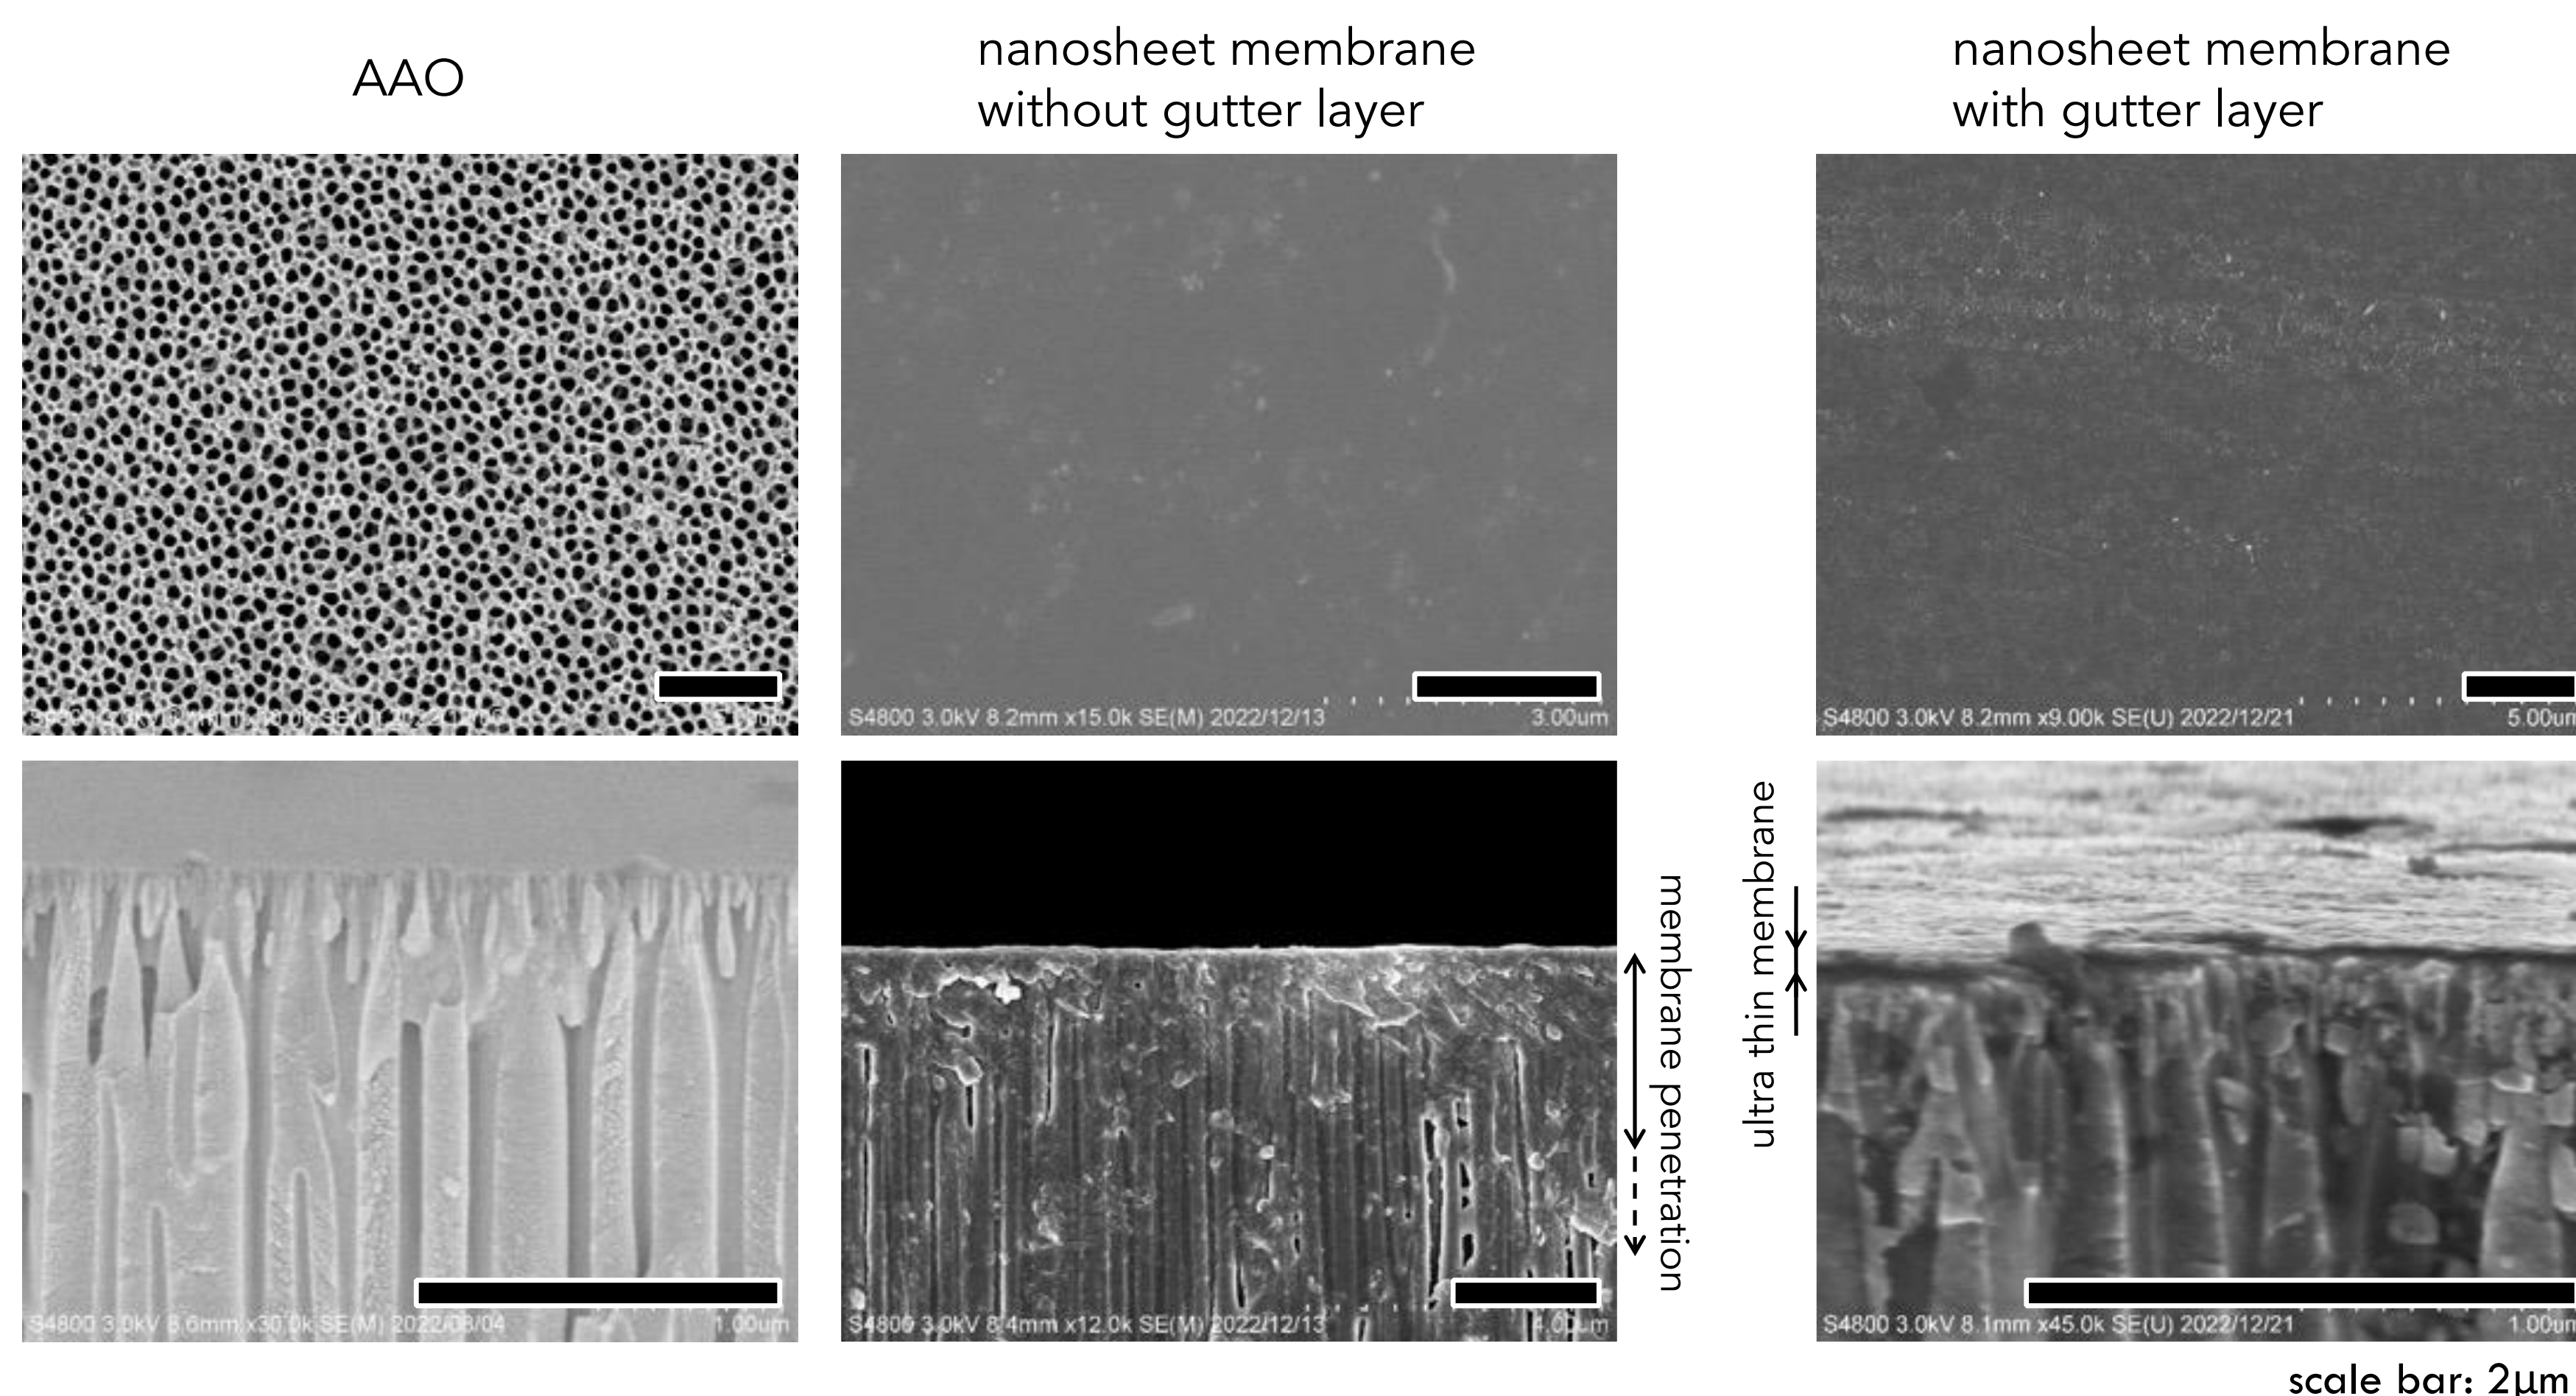 AAO
nanosheet membrane
without gutter layer
nanosheet membrane
with gutter layer
S4800 3.0kV 8.2mm x15.0k SE(M) 2022/12/13
3.00um
S4800 3.0kV 8.2mm x9.00k SE(U) 2022/12/21
5.00um
S4800 3.0kV 8.6mm x30.0k SE(M) 2022/08/04
1.00um
S4800 3.0kV 8.4mm x12.0k SE(M) 2022/12/13
4.00um
membrane penetration
ultra thin membrane
S4800 3.0kV 8.1mm x45.0k SE(U) 2022/12/21
1.00um
scale bar: 2μm